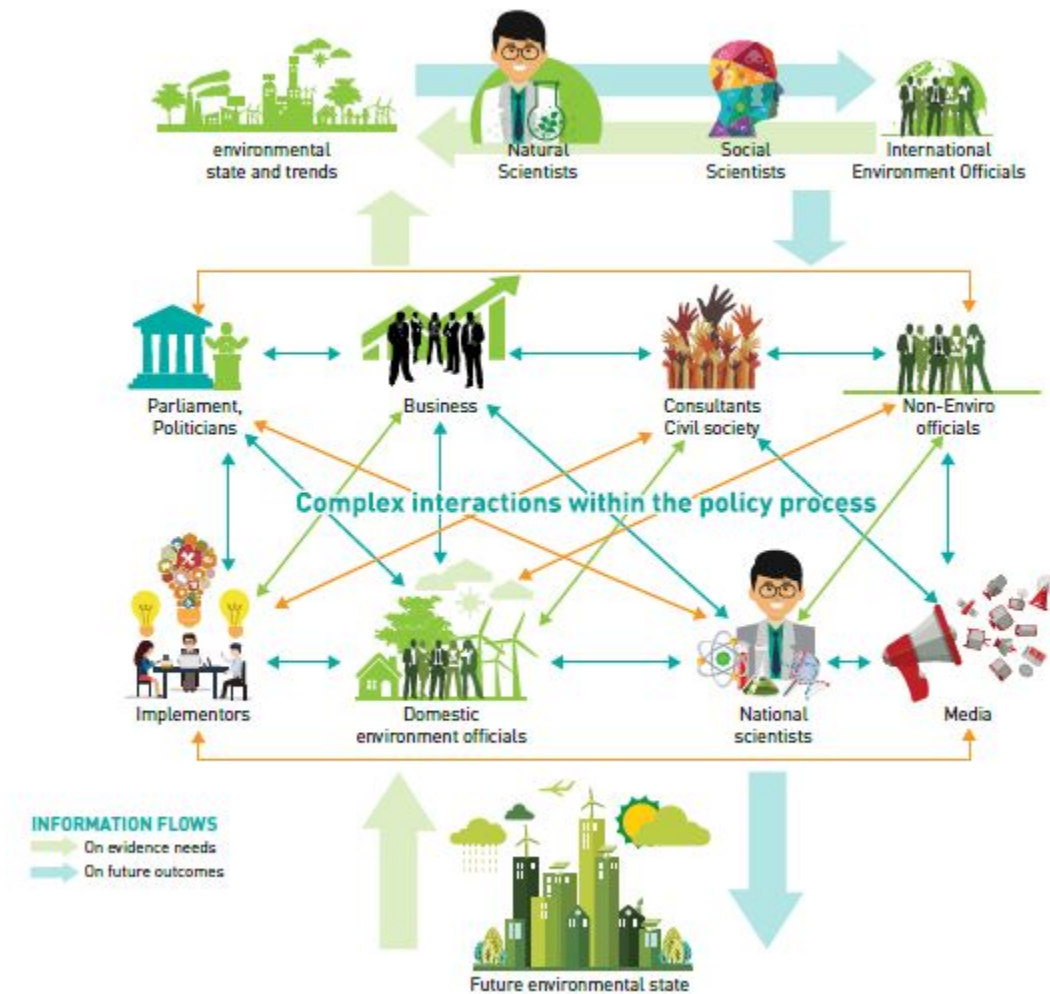 environmental
state and trends
Natural
Scientists
Social
Scientists
International
Environment Officials
Parliament,
Politicians
Business
Consultants
Civil society
Non-Enviro
officials
Complex interactions within the policy process
Implementors
Domestic
environment officials
National
scientists
Media
INFORMATION FLOWS
On evidence needs
On future outcomes
Future environmental state